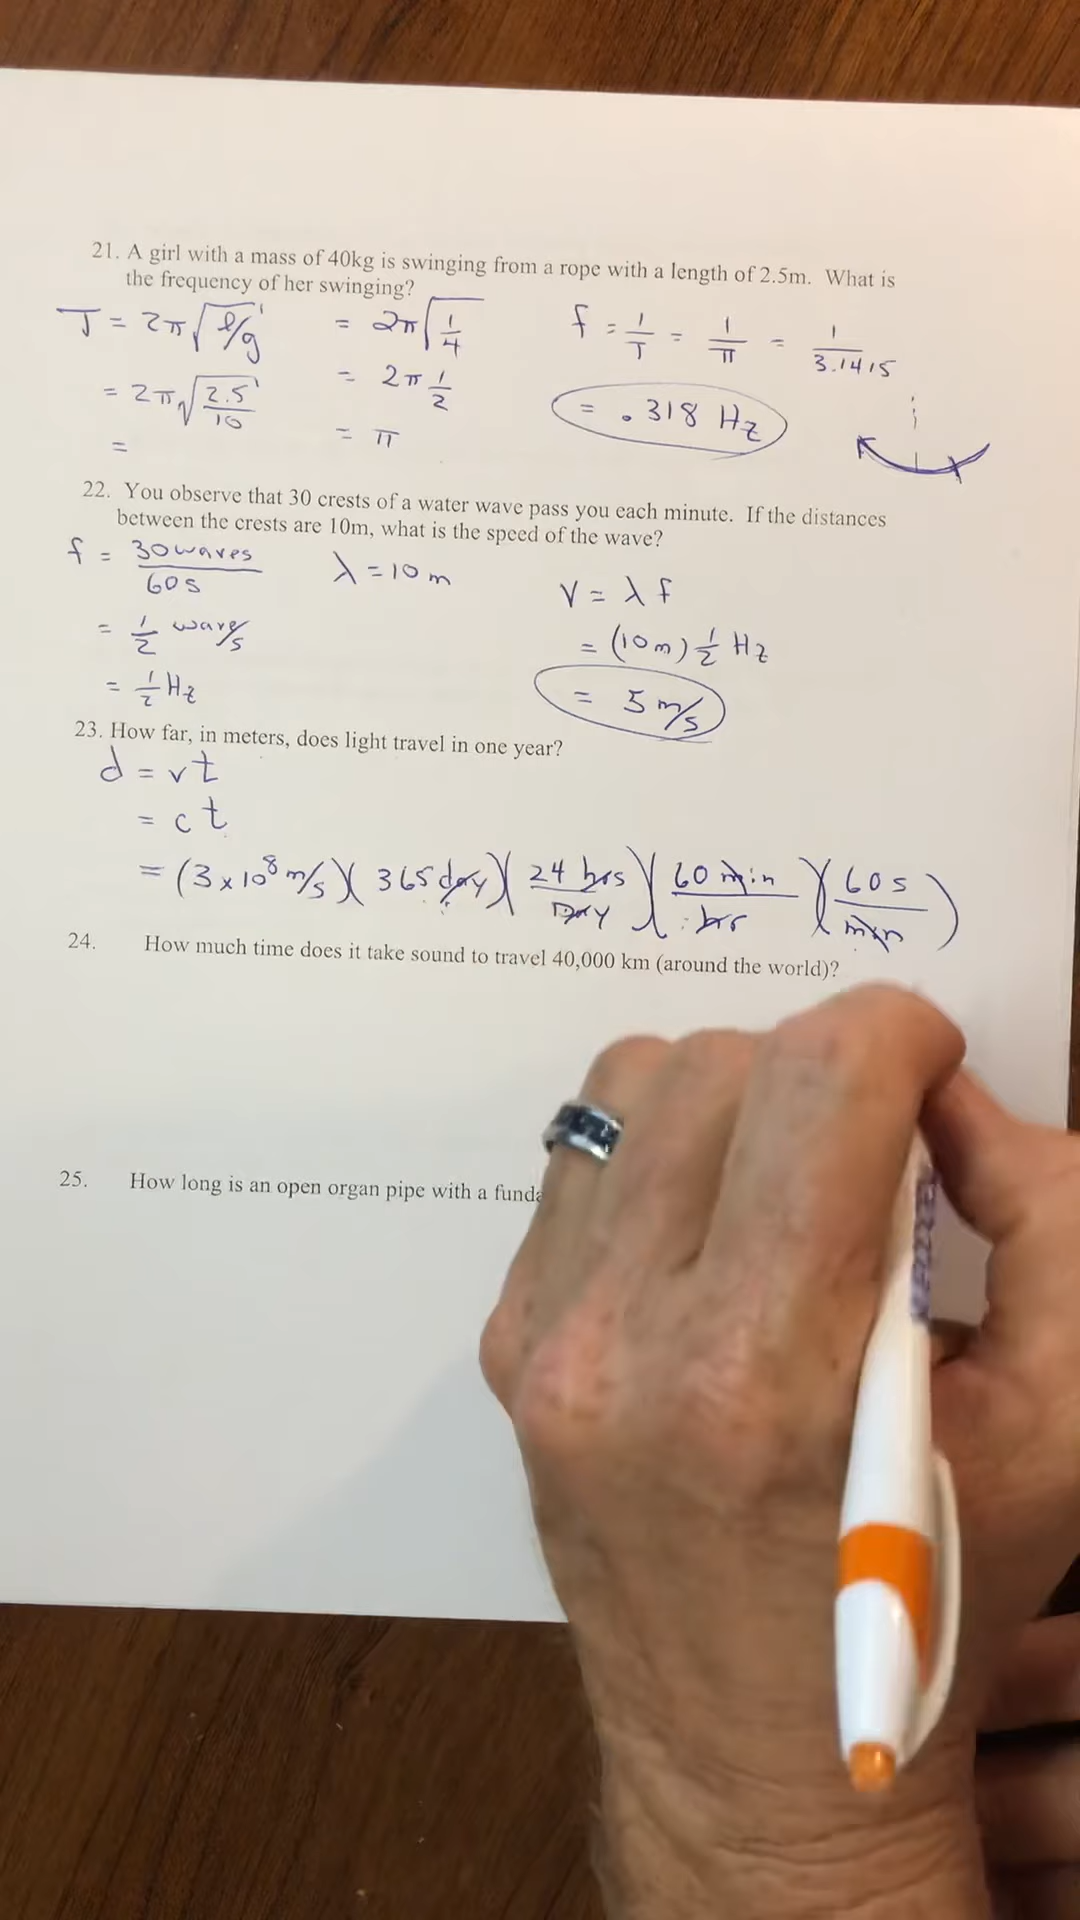 21. A girl with a mass of 40kg is swinging from a rope with a length of 2.5m. What is
the frequency of her swinging?
T = 2π√(l/g) = 2π√(1/4) f = 1/T = 1/π = 1/3.1415
= 2π√(2.5/10) = 2π 1/2 = .318 Hz
= = π
22. You observe that 30 crests of a water wave pass you each minute. If the distances
between the crests are 10m, what is the speed of the wave?
f = 30 waves/60s λ = 10 m v = λ f
= 1/2 wave/s = (10m) 1/2 Hz
= 1/2 Hz = 5 m/s
23. How far, in meters, does light travel in one year?
d = vt
= ct
= (3 x 10⁸ m/s)(365 day)(24 hrs/Day)(60 min/hr)(60 s/min)
24. How much time does it take sound to travel 40,000 km (around the world)?
25. How long is an open organ pipe with a